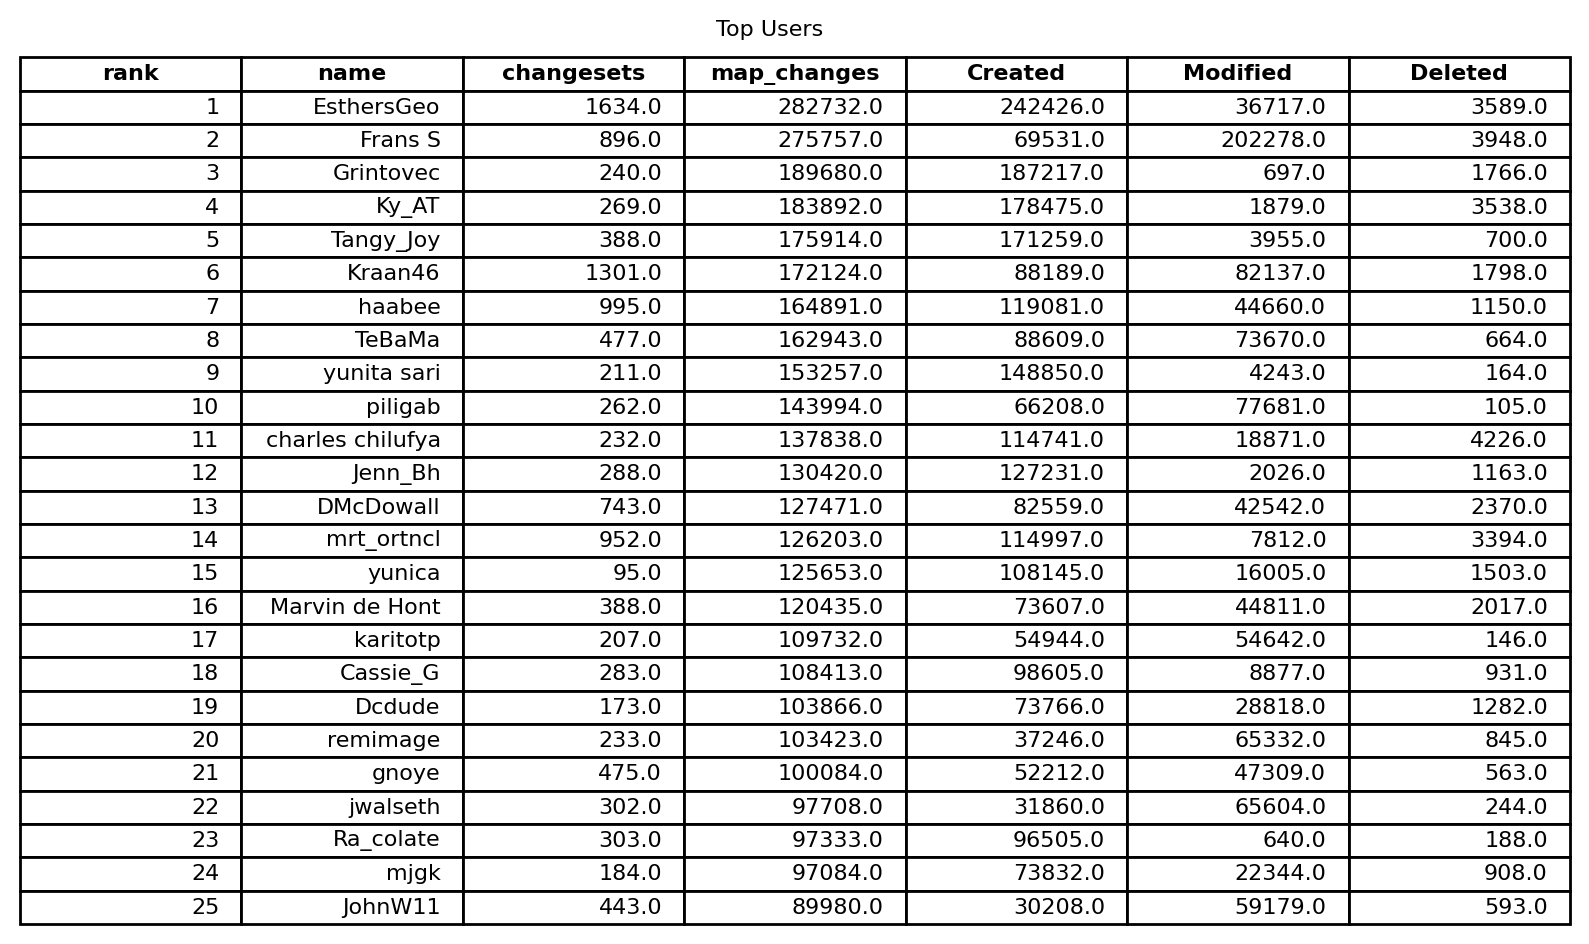 Top Users
rank name changesets map_changes Created Modified Deleted
1 EsthersGeo 1634.0 282732.0 242426.0 36717.0 3589.0
2 Frans S 896.0 275757.0 69531.0 202278.0 3948.0
3 Grintovec 240.0 189680.0 187217.0 697.0 1766.0
4 Ky_AT 269.0 183892.0 178475.0 1879.0 3538.0
5 Tangy_Joy 388.0 175914.0 171259.0 3955.0 700.0
6 Kraan46 1301.0 172124.0 88189.0 82137.0 1798.0
7 haabee 995.0 164891.0 119081.0 44660.0 1150.0
8 TeBaMa 477.0 162943.0 88609.0 73670.0 664.0
9 yunita sari 211.0 153257.0 148850.0 4243.0 164.0
10 piligab 262.0 143994.0 66208.0 77681.0 105.0
11 charles chilufya 232.0 137838.0 114741.0 18871.0 4226.0
12 Jenn_Bh 288.0 130420.0 127231.0 2026.0 1163.0
13 DMcDowall 743.0 127471.0 82559.0 42542.0 2370.0
14 mrt_ortncl 952.0 126203.0 114997.0 7812.0 3394.0
15 yunica 95.0 125653.0 108145.0 16005.0 1503.0
16 Marvin de Hont 388.0 120435.0 73607.0 44811.0 2017.0
17 karitotp 207.0 109732.0 54944.0 54642.0 146.0
18 Cassie_G 283.0 108413.0 98605.0 8877.0 931.0
19 Dcdude 173.0 103866.0 73766.0 28818.0 1282.0
20 remimage 233.0 103423.0 37246.0 65332.0 845.0
21 gnoye 475.0 100084.0 52212.0 47309.0 563.0
22 jwalseth 302.0 97708.0 31860.0 65604.0 244.0
23 Ra_colate 303.0 97333.0 96505.0 640.0 188.0
24 mjgk 184.0 97084.0 73832.0 22344.0 908.0
25 JohnW11 443.0 89980.0 30208.0 59179.0 593.0